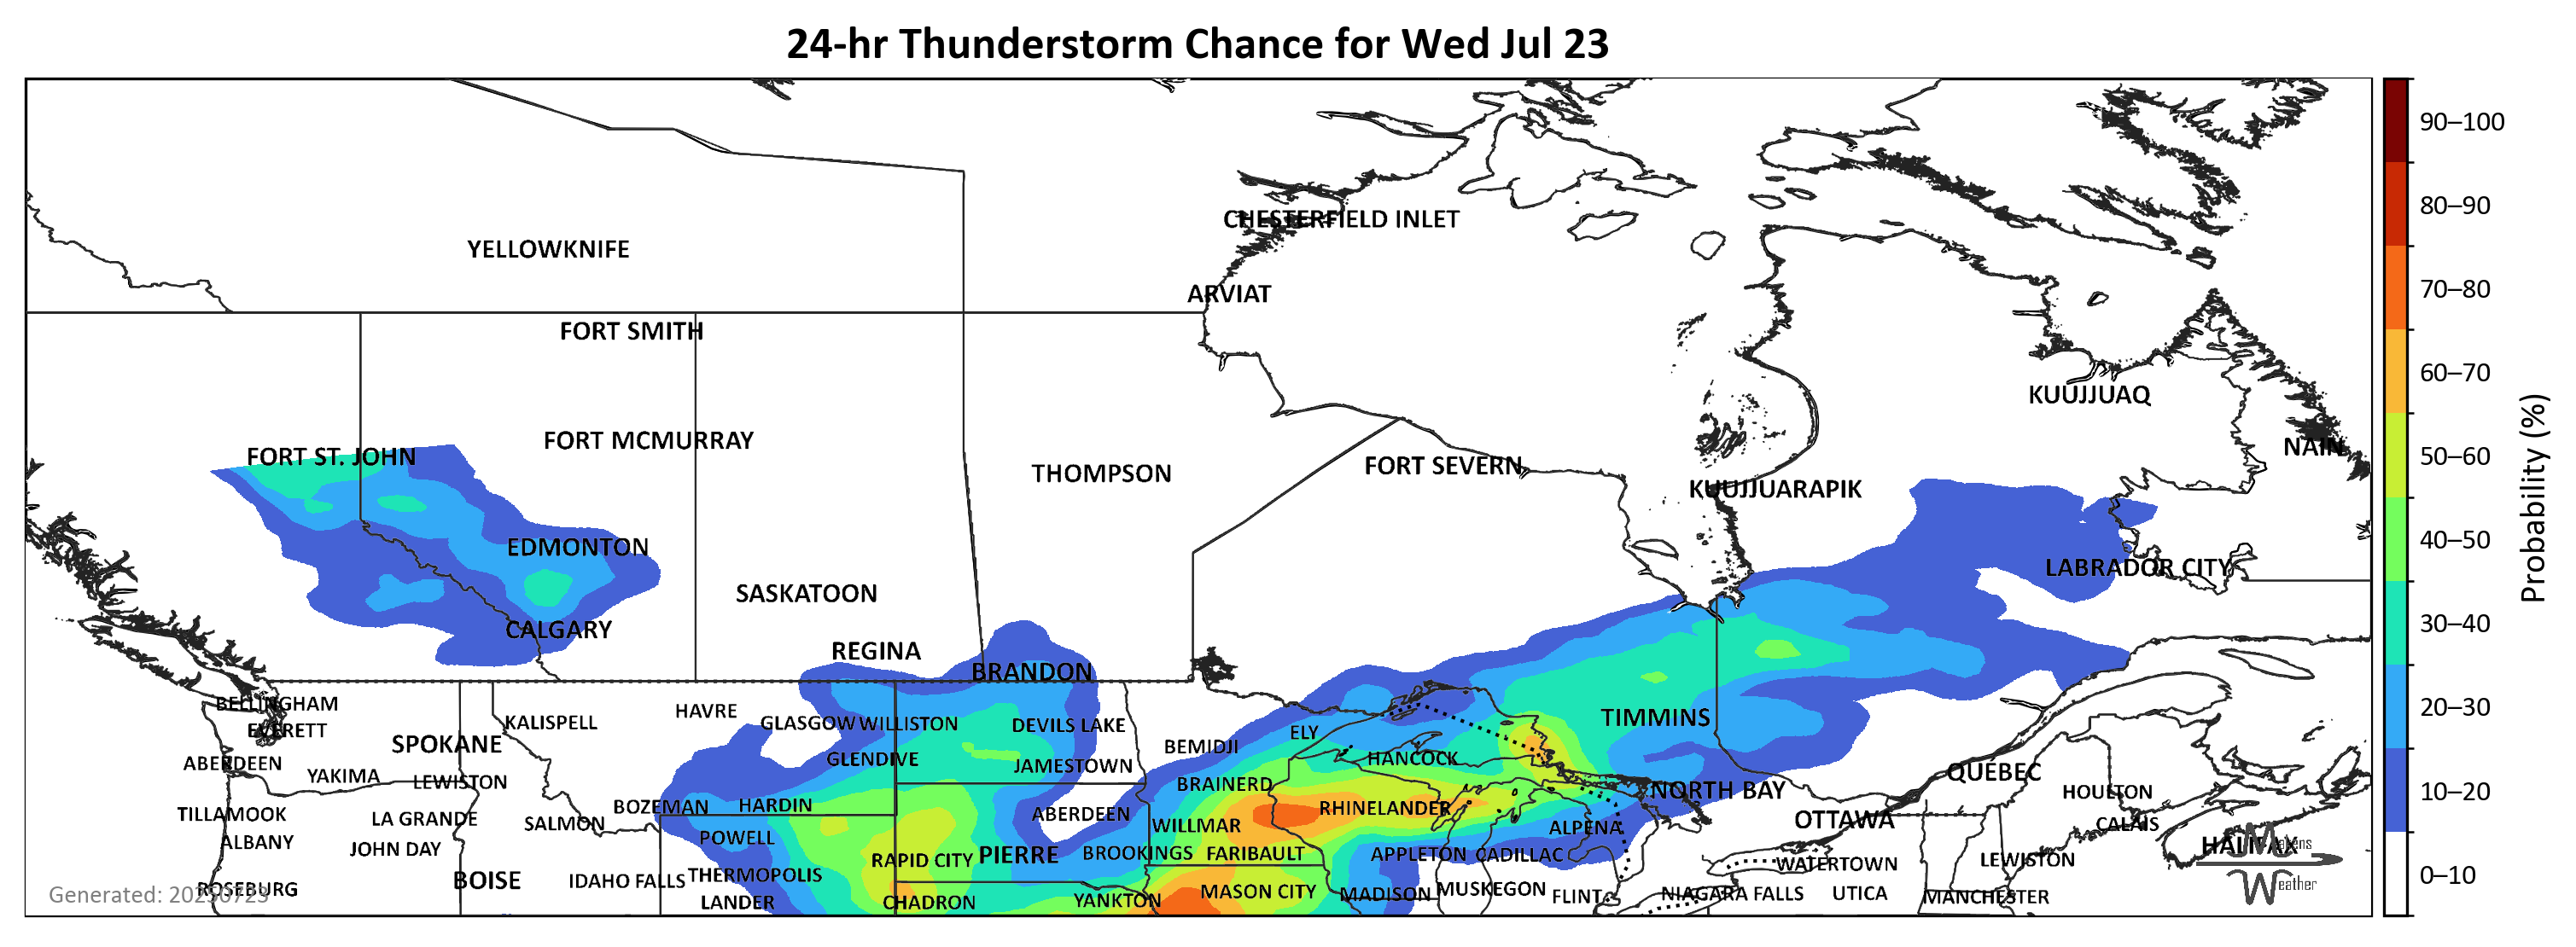 24-hr Thunderstorm Chance for Wed Jul 23
90–100
80–90
CHESTERFIELD INLET
YELLOWKNIFE
70–80
ARVIAT
FORT SMITH
60–70
KUUJJUAQ
FORT MCMURRAY
NAIN
FORT ST. JOHN
50–60
FORT SEVERN
THOMPSON
KUUJJUARAPIK
Probability (%)
40–50
EDMONTON
LABRADOR CITY
SASKATOON
30–40
CALGARY
REGINA
BRANDON
BELLINGHAM
20–30
HAVRE
TIMMINS
KALISPELL
GLASGOW
WILLISTON
DEVILS LAKE
EVERETT
ELY
SPOKANE
BEMIDJI
HANCOCK
GLENDIVE
ABERDEEN
JAMESTOWN
QUÉBEC
YAKIMA
LEWISTON
BRAINERD
NORTH BAY
10–20
HOULTON
BOZEMAN
HARDIN
RHINELANDER
TILLAMOOK
ABERDEEN
LA GRANDE
SALMON
OTTAWA
CALAIS
WILLMAR
ALPENA
POWELL
ALBANY
HALIFAX
Makens
JOHN DAY
BROOKINGS
FARIBAULT
APPLETON
CADILLAC
PIERRE
RAPID CITY
LEWISTON
WATERTOWN
THERMOPOLIS
0–10
BOISE
IDAHO FALLS
Weather
ROSEBURG
MUSKEGON
MASON CITY
MADISON
NIAGARA FALLS
UTICA
Generated: 20250723
FLINT
MANCHESTER
YANKTON
LANDER
CHADRON